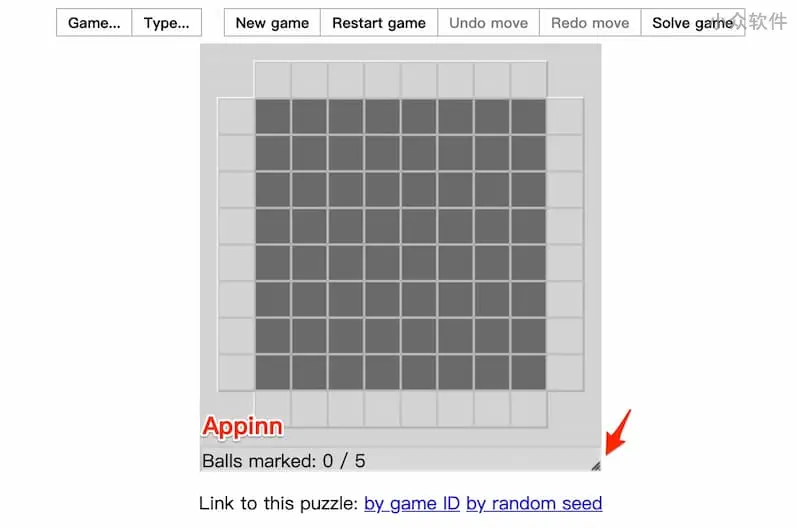 Game... Type... New game Restart game Undo move Redo move Solve game
小众软件
Appinn
Balls marked: 0 / 5
Link to this puzzle: by game ID by random seed